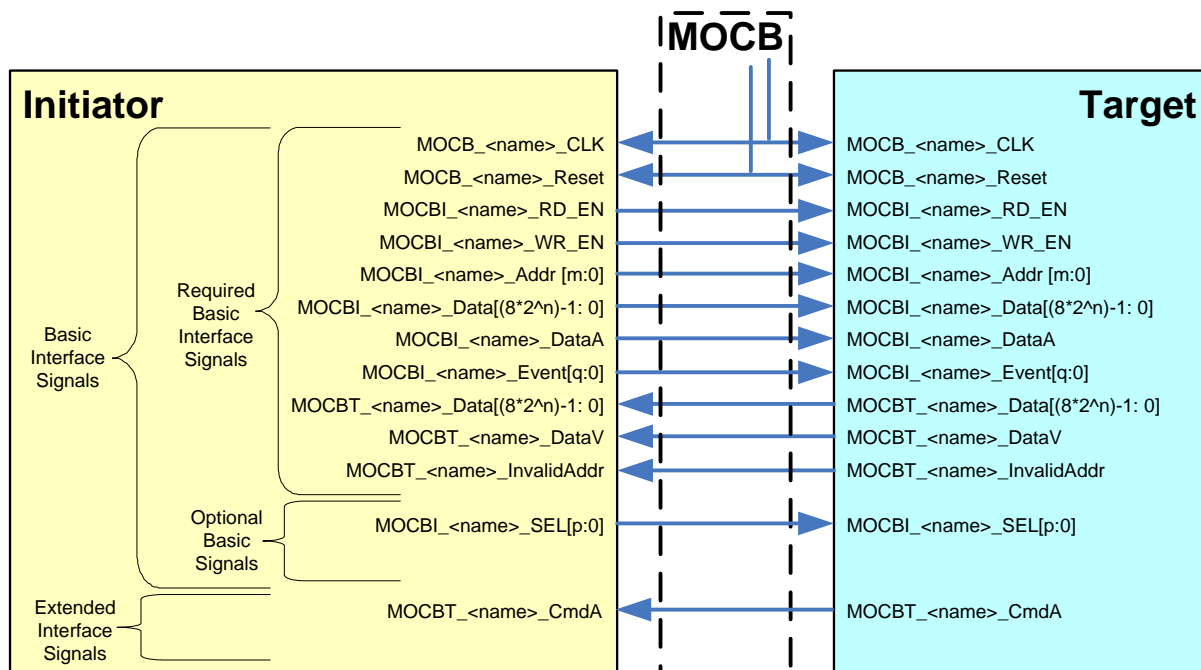 MOCB
Initiator
Target
MOCB_<name>_CLK
MOCB_<name>_CLK
MOCB_<name>_Reset
MOCB_<name>_Reset
MOCBI_<name>_RD_EN
MOCBI_<name>_RD_EN
MOCBI_<name>_WR_EN
MOCBI_<name>_WR_EN
MOCBI_<name>_Addr [m:0]
MOCBI_<name>_Addr [m:0]
MOCBI_<name>_Data[(8*2^n)-1: 0]
MOCBI_<name>_Data[(8*2^n)-1: 0]
MOCBI_<name>_DataA
MOCBI_<name>_DataA
MOCBI_<name>_Event[q:0]
MOCBI_<name>_Event[q:0]
MOCBT_<name>_Data[(8*2^n)-1: 0]
MOCBT_<name>_Data[(8*2^n)-1: 0]
MOCBT_<name>_DataV
MOCBT_<name>_DataV
MOCBT_<name>_InvalidAddr
MOCBT_<name>_InvalidAddr
MOCBI_<name>_SEL[p:0]
MOCBI_<name>_SEL[p:0]
MOCBT_<name>_CmdA
MOCBT_<name>_CmdA
Required
Basic
Interface
Signals
Basic
Interface
Signals
Optional
Basic
Signals
Extended
Interface
Signals